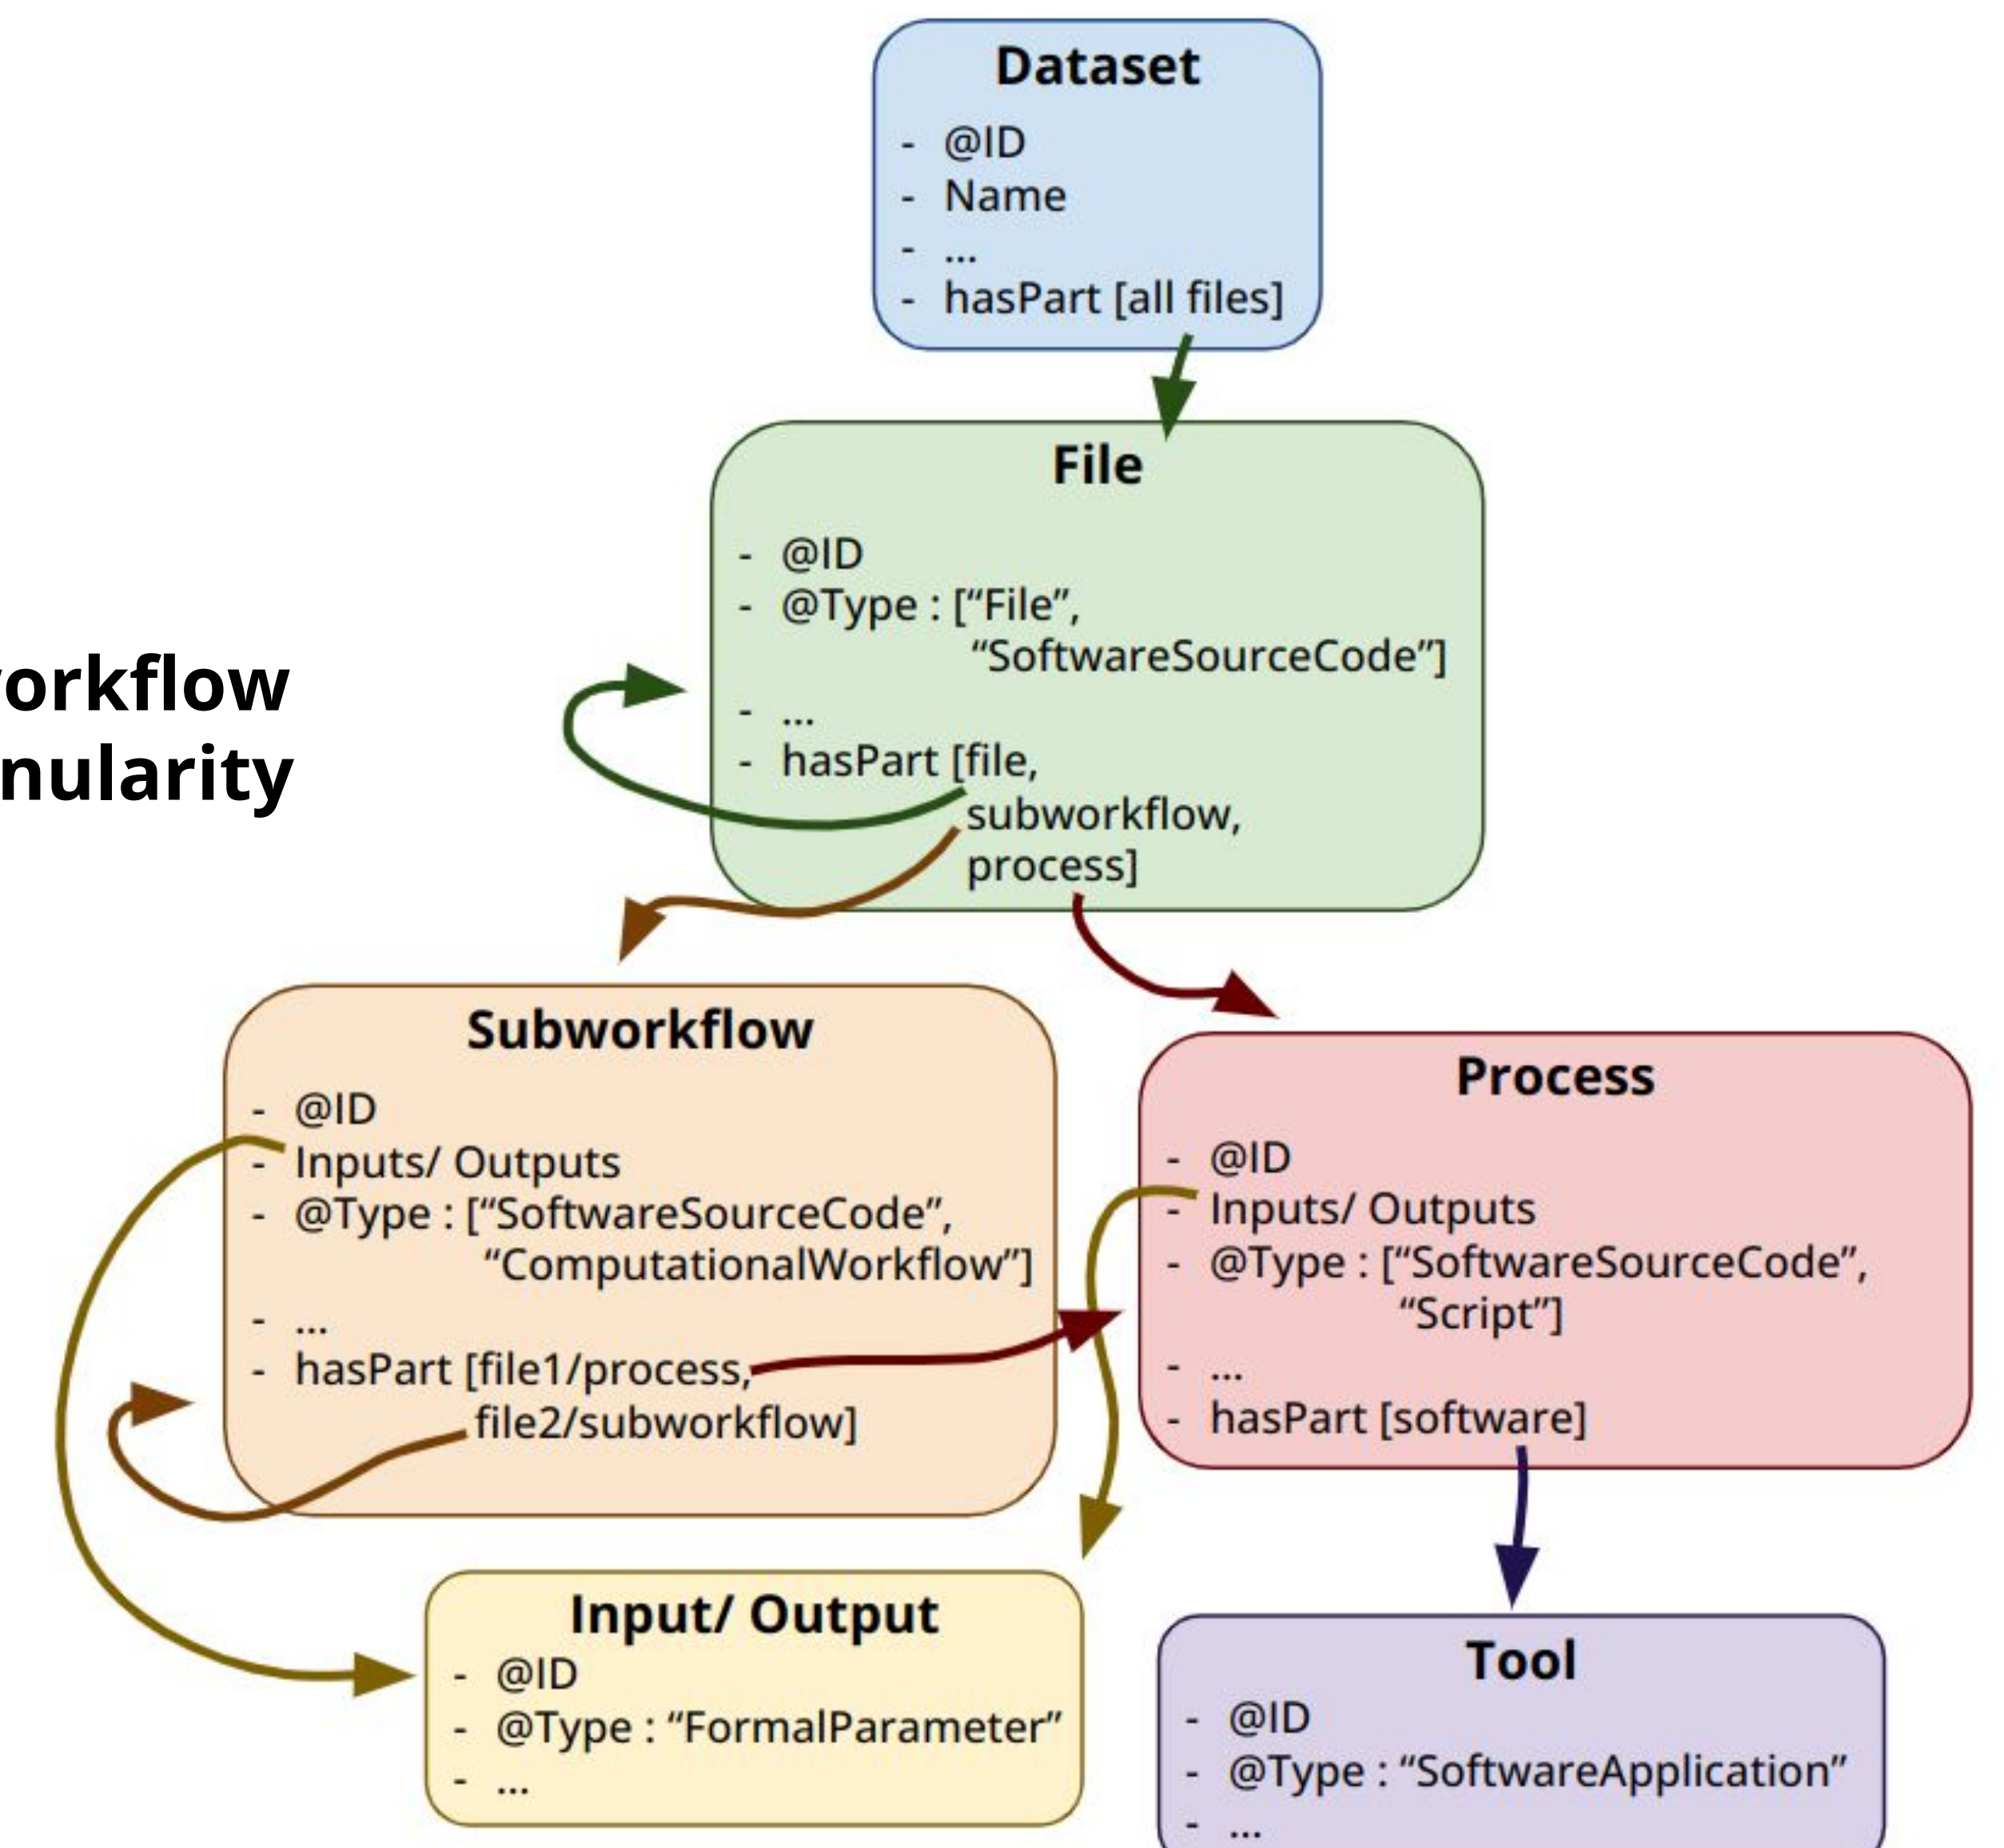 Dataset
- @ID
- Name
- ...
- hasPart [all files]
File
- @ID
- @Type : [“File”,
“SoftwareSourceCode”]
- ...
- hasPart [file,
subworkflow,
process]
orkflow
nularity
Subworkflow
- @ID
- Inputs/ Outputs
- @Type : [“SoftwareSourceCode”,
“ComputationalWorkflow”]
- ...
- hasPart [file1/process,
file2/subworkflow]
Process
- @ID
- Inputs/ Outputs
- @Type : [“SoftwareSourceCode”,
“Script”]
- ...
- hasPart [software]
Input/ Output
- @ID
- @Type : “FormalParameter”
- ...
Tool
- @ID
- @Type : “SoftwareApplication”
- ...